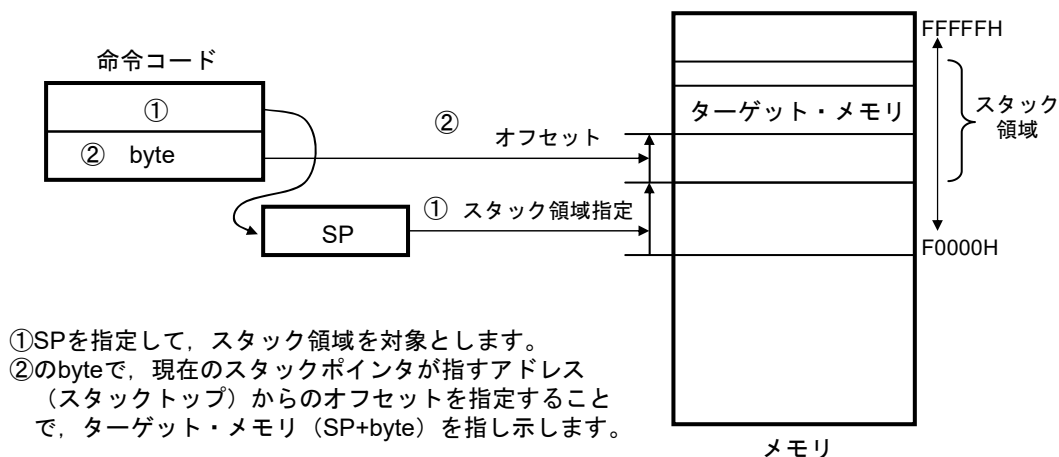 命令コード
①
② byte
SP
②
オフセット
① スタック領域指定
FFFFFH
ターゲット・メモリ
スタック
領域
F0000H
メモリ
①SPを指定して，スタック領域を対象とします。
②のbyteで，現在のスタックポインタが指すアドレス
（スタックトップ）からのオフセットを指定すること
で，ターゲット・メモリ（SP+byte）を指し示します。